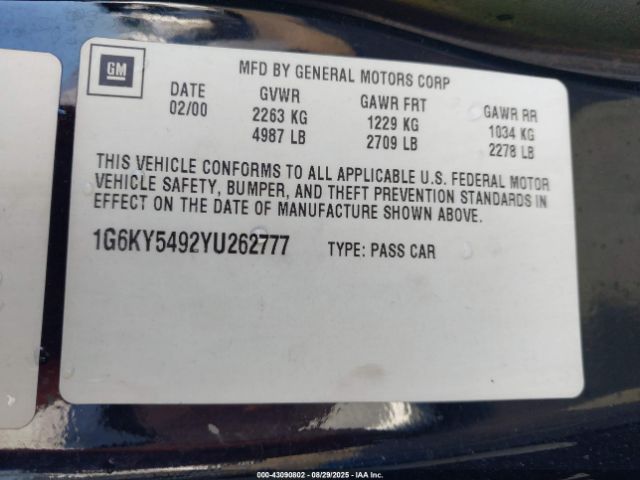 GM
MFD BY GENERAL MOTORS CORP
DATE GVWR GAWR FRT GAWR RR
02/00 2263 KG 1229 KG 1034 KG
4987 LB 2709 LB 2278 LB
THIS VEHICLE CONFORMS TO ALL APPLICABLE U.S. FEDERAL MOTOR
VEHICLE SAFETY, BUMPER, AND THEFT PREVENTION STANDARDS IN
EFFECT ON THE DATE OF MANUFACTURE SHOWN ABOVE.
1G6KY5492YU262777 TYPE: PASS CAR
000-43090802 - 08/29/2025 - IAAI.COM